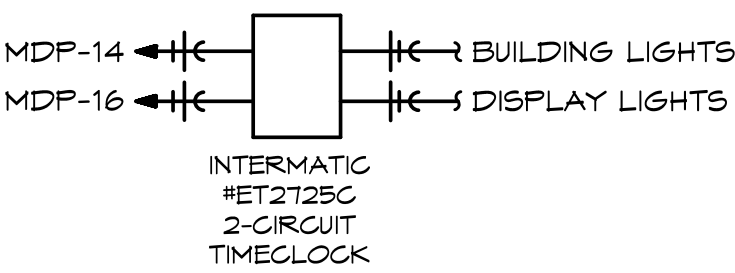 MDP-14
BUILDING LIGHTS
MDP-16
DISPLAY LIGHTS
INTERMATIC
#ET2725C
2-CIRCUIT
TIMECLOCK